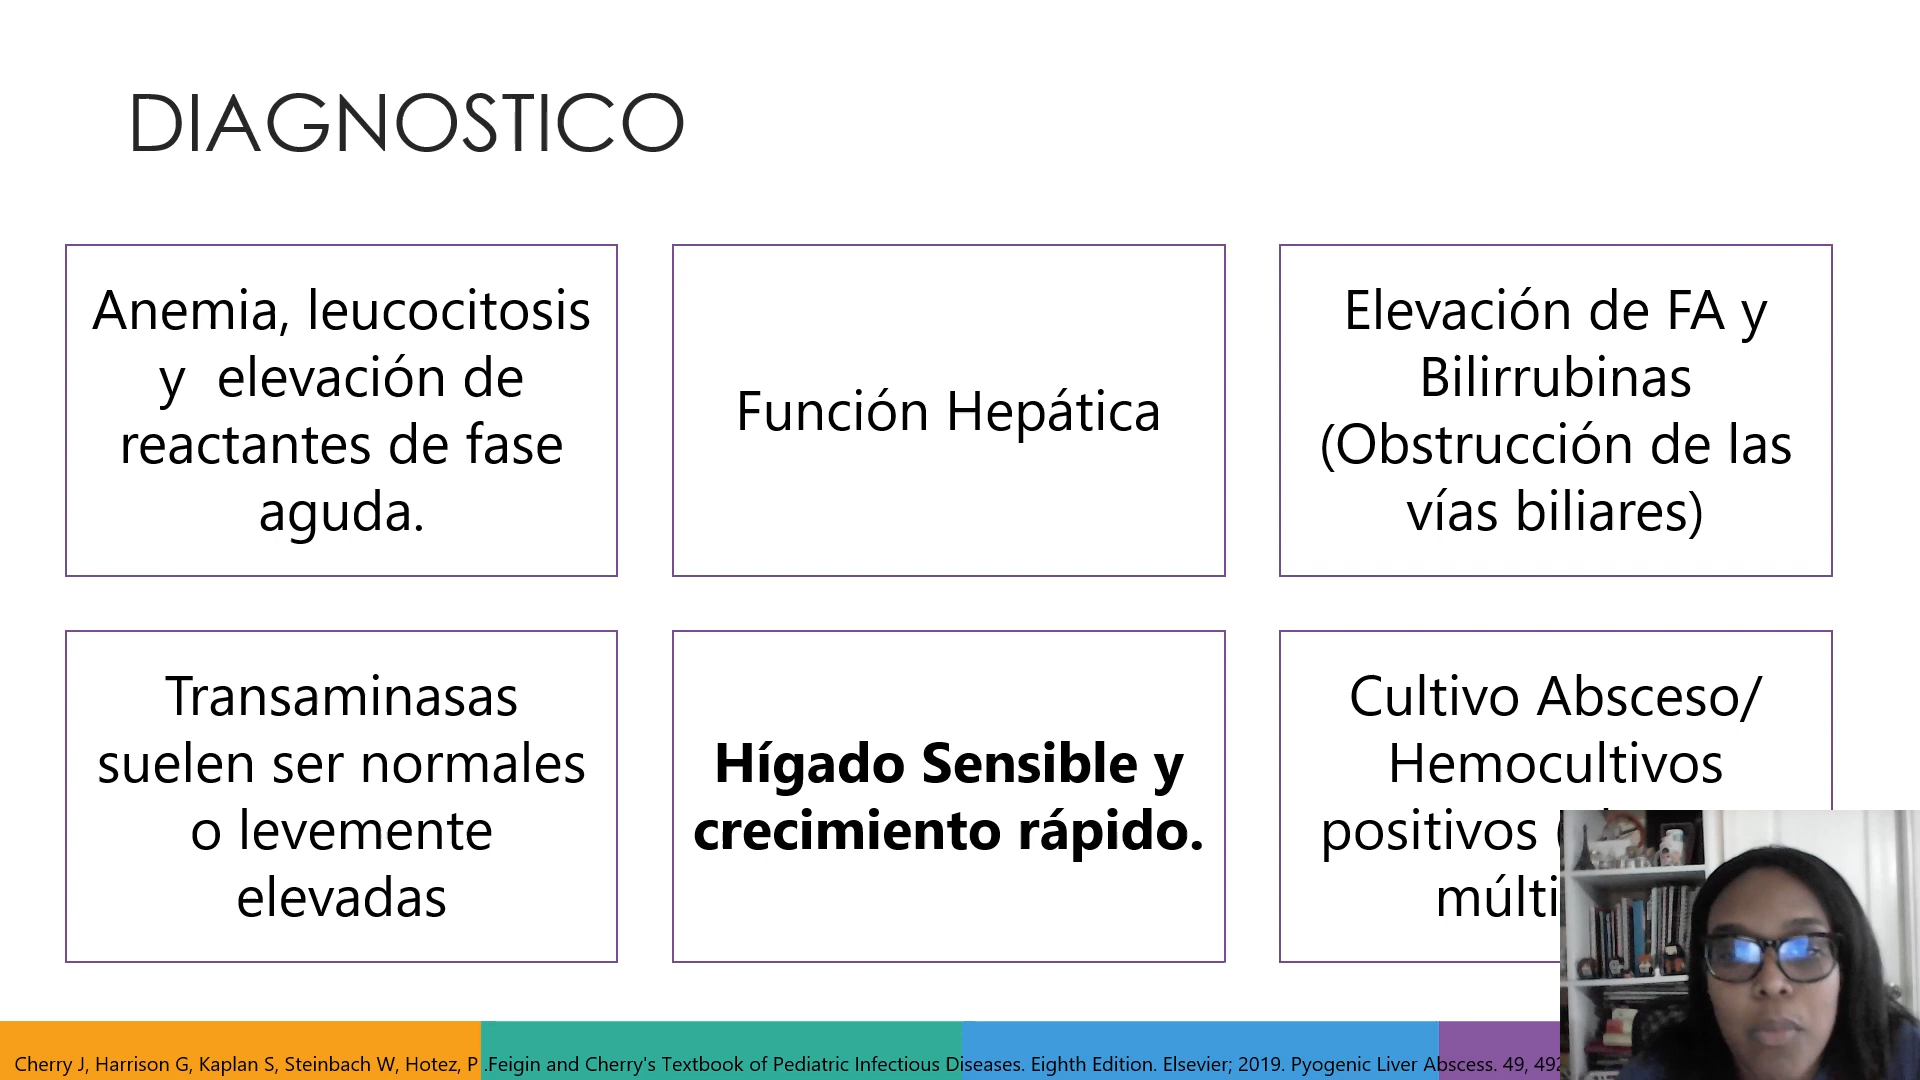 DIAGNOSTICO
Anemia, leucocitosis
y elevación de
reactantes de fase
aguda.
Función Hepática
Elevación de FA y
Bilirrubinas
(Obstrucción de las
vías biliares)
Transaminasas
suelen ser normales
o levemente
elevadas
Hígado Sensible y
crecimiento rápido.
Cultivo Absceso/
Hemocultivos
positivos
Cherry J, Harrison G, Kaplan S, Steinbach W, Hotez, P .Feigin and Cherry's Textbook of Pediatric Infectious Diseases. Eighth Edition. Elsevier; 2019. Pyogenic Liver Abscess. 49, 492